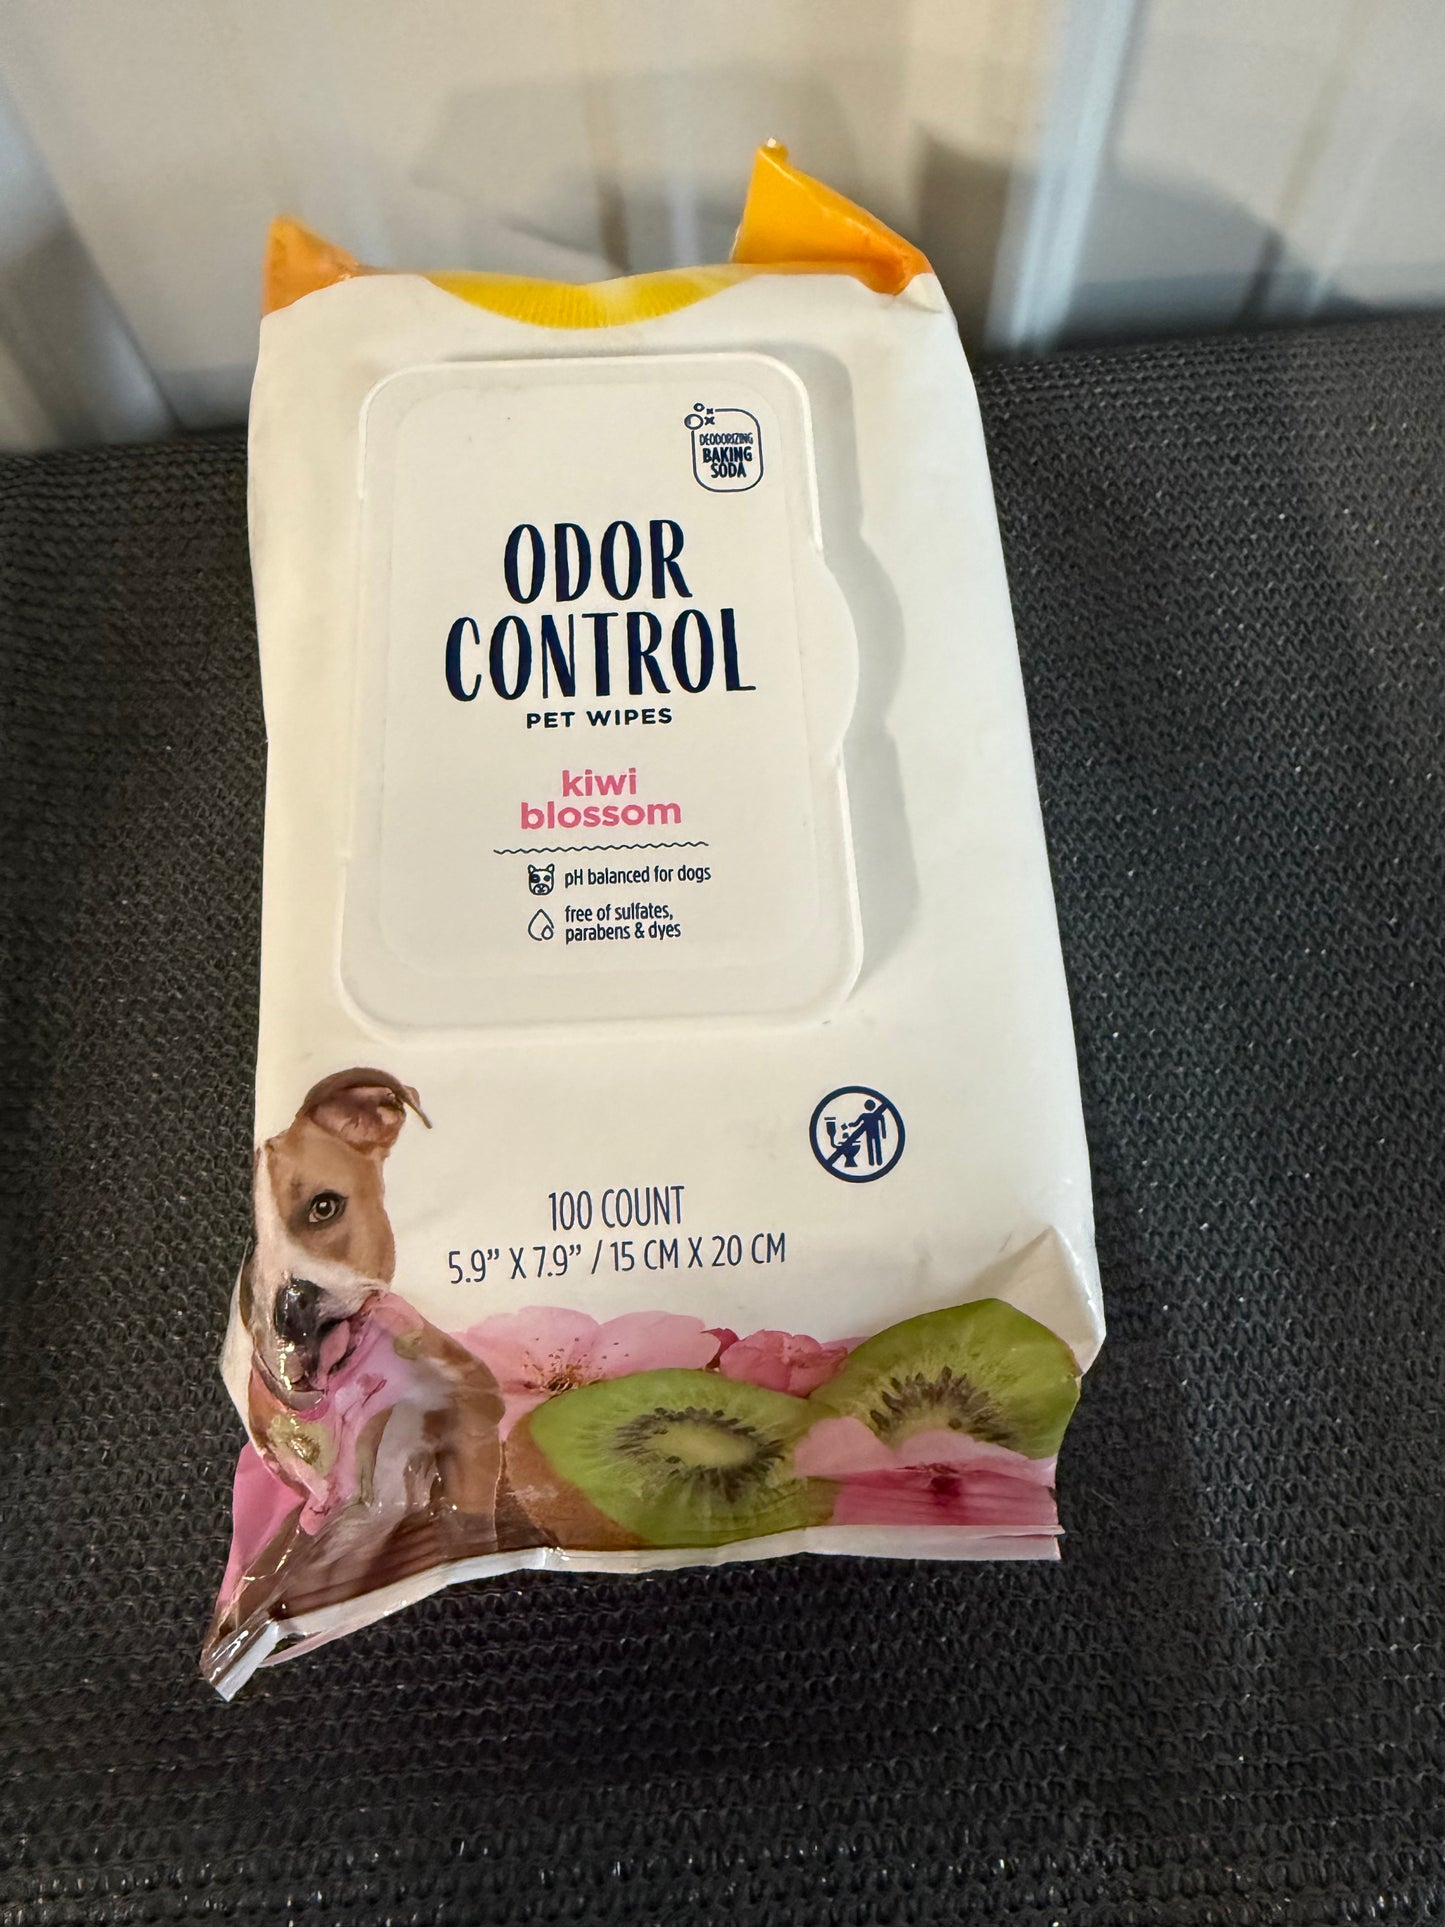 DEODORIZING
BAKING
SODA
ODOR
CONTROL
PET WIPES
kiwi
blossom
pH balanced for dogs
free of sulfates,
parabens & dyes
100 COUNT
5.9” X 7.9” / 15 CM X 20 CM